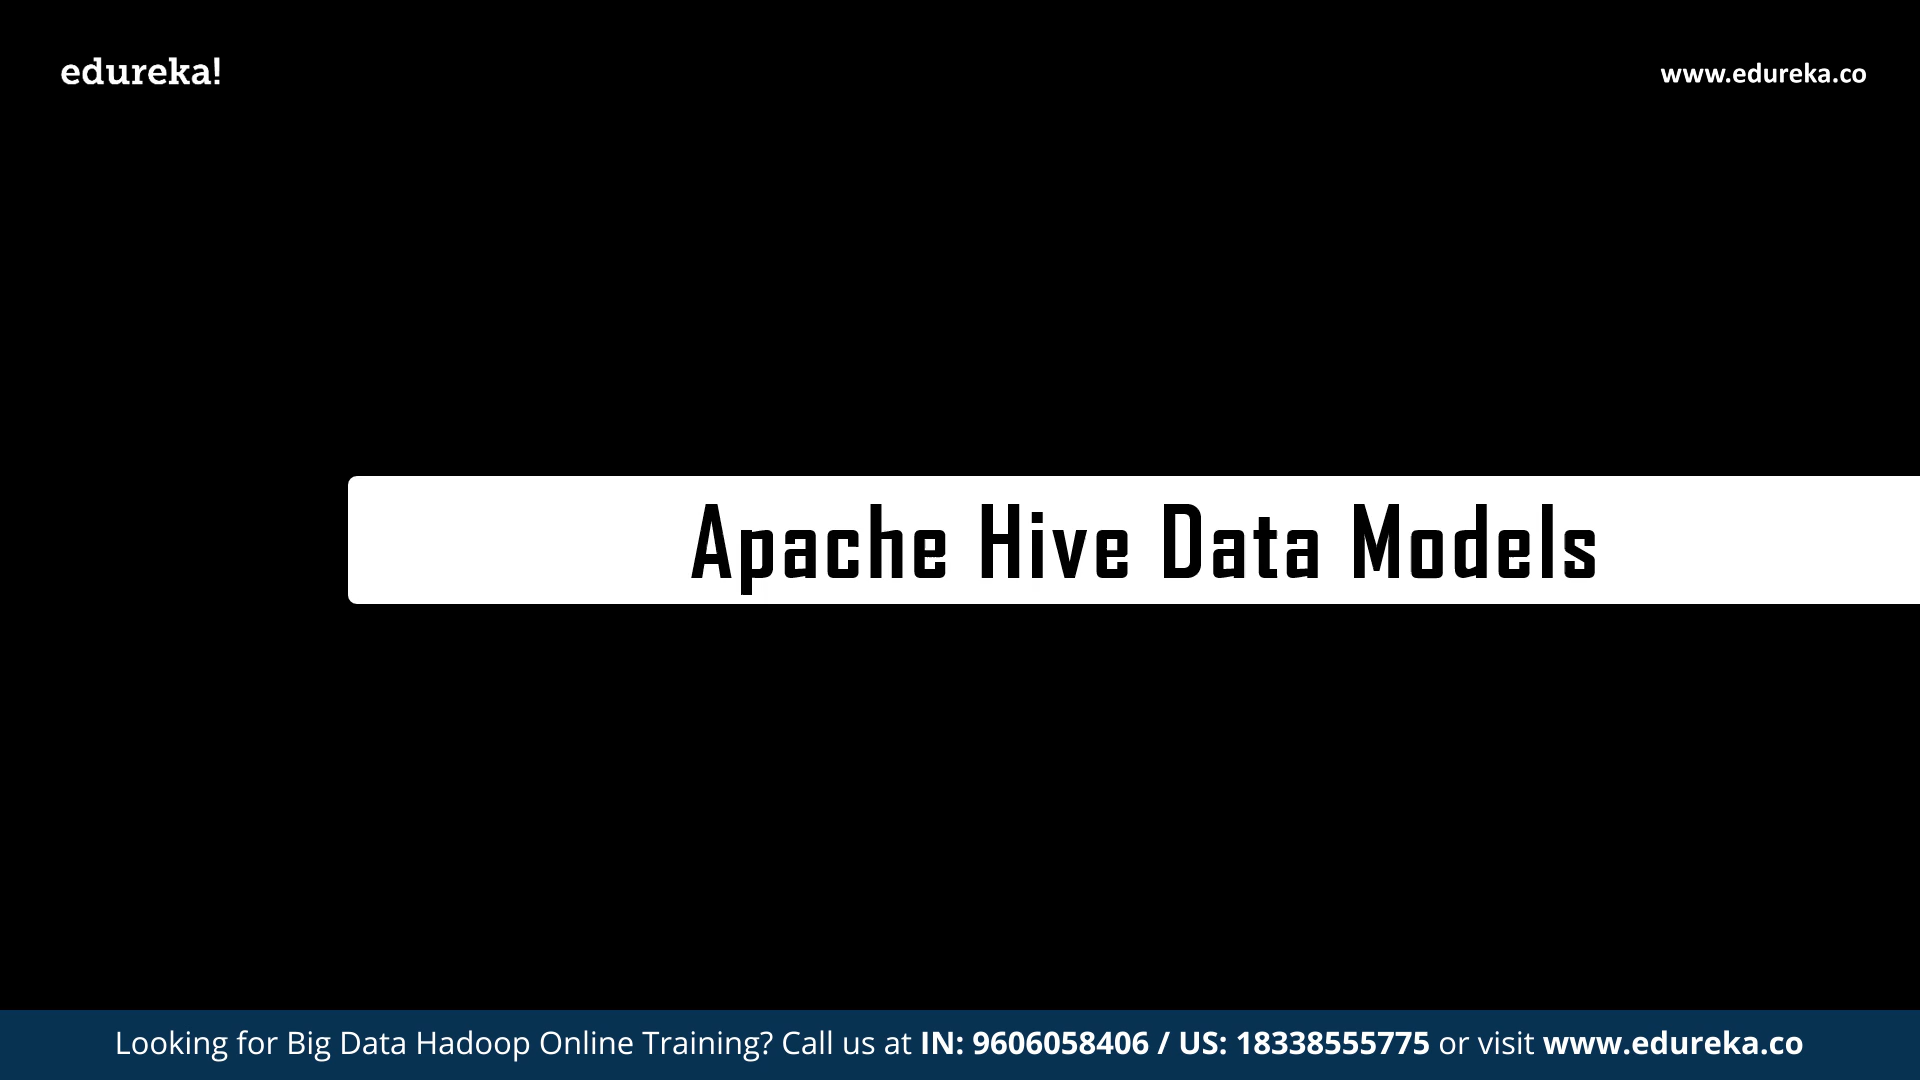 edureka!
www.edureka.co
Apache Hive Data Models
Looking for Big Data Hadoop Online Training? Call us at IN: 9606058406 / US: 18338555775 or visit www.edureka.co